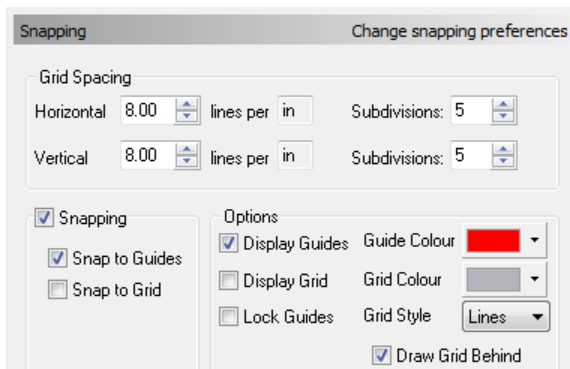 Snapping Change snapping preferences
Grid Spacing
Horizontal 8.00 lines per in Subdivisions: 5
Vertical 8.00 lines per in Subdivisions: 5
Snapping
Snap to Guides
Snap to Grid
Options
Display Guides Guide Colour
Display Grid Grid Colour
Lock Guides Grid Style Lines
Draw Grid Behind